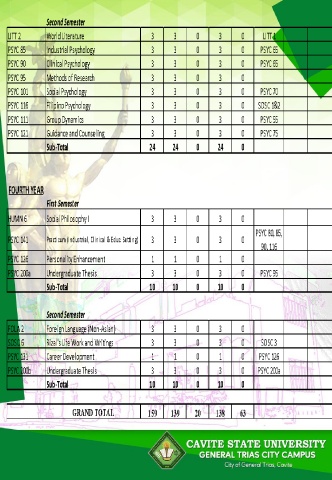 Second Semester
LITT 2 World Literature 3 3 0 3 0 LITT 1
PSYC 85 Industrial Psychology 3 3 0 3 0 PSYC 65
PSYC 90 Clinical Psychology 3 3 0 3 0 PSYC 65
PSYC 95 Methods of Research 3 3 0 3 0
PSYC 101 Social Psychology 3 3 0 3 0 PSYC 70
PSYC 116 Filipino Psychology 3 3 0 3 0 SOSC 1&2
PSYC 111 Group Dynamics 3 3 0 3 0 PSYC 55
PSYC 121 Guidance and Counseling 3 3 0 3 0 PSYC 75
Sub-Total 24 24 0 24 0
FOURTH YEAR
First Semester
HUMN 6 Social Philosophy I 3 3 0 3 0
PSYC 141 Practicum (Industrial, Clinical & Educ Setting) 3 3 0 3 0 PSYC 80, 85,
90, 116
PSYC 126 Personality Enhancement 1 1 0 1 0
PSYC 200a Undergraduate Thesis 3 3 0 3 0 PSYC 95
Sub-Total 10 10 0 10 0
Second Semester
FOLA 2 Foreign Language (Non-Asian) 3 3 0 3 0
SOSC 5 Rizal's Life Work and Writings 3 3 0 3 0 SOSC 3
PSYC 131 Career Development 1 1 0 1 0 PSYC 126
PSYC 200b Undergraduate Thesis 3 3 0 3 0 PSYC 200a
Sub-Total 10 10 0 10 0
GRAND TOTAL 159 139 20 138 63
CAVITE STATE UNIVERSITY
GENERAL TRIAS CITY CAMPUS
City of General Trias, Cavite